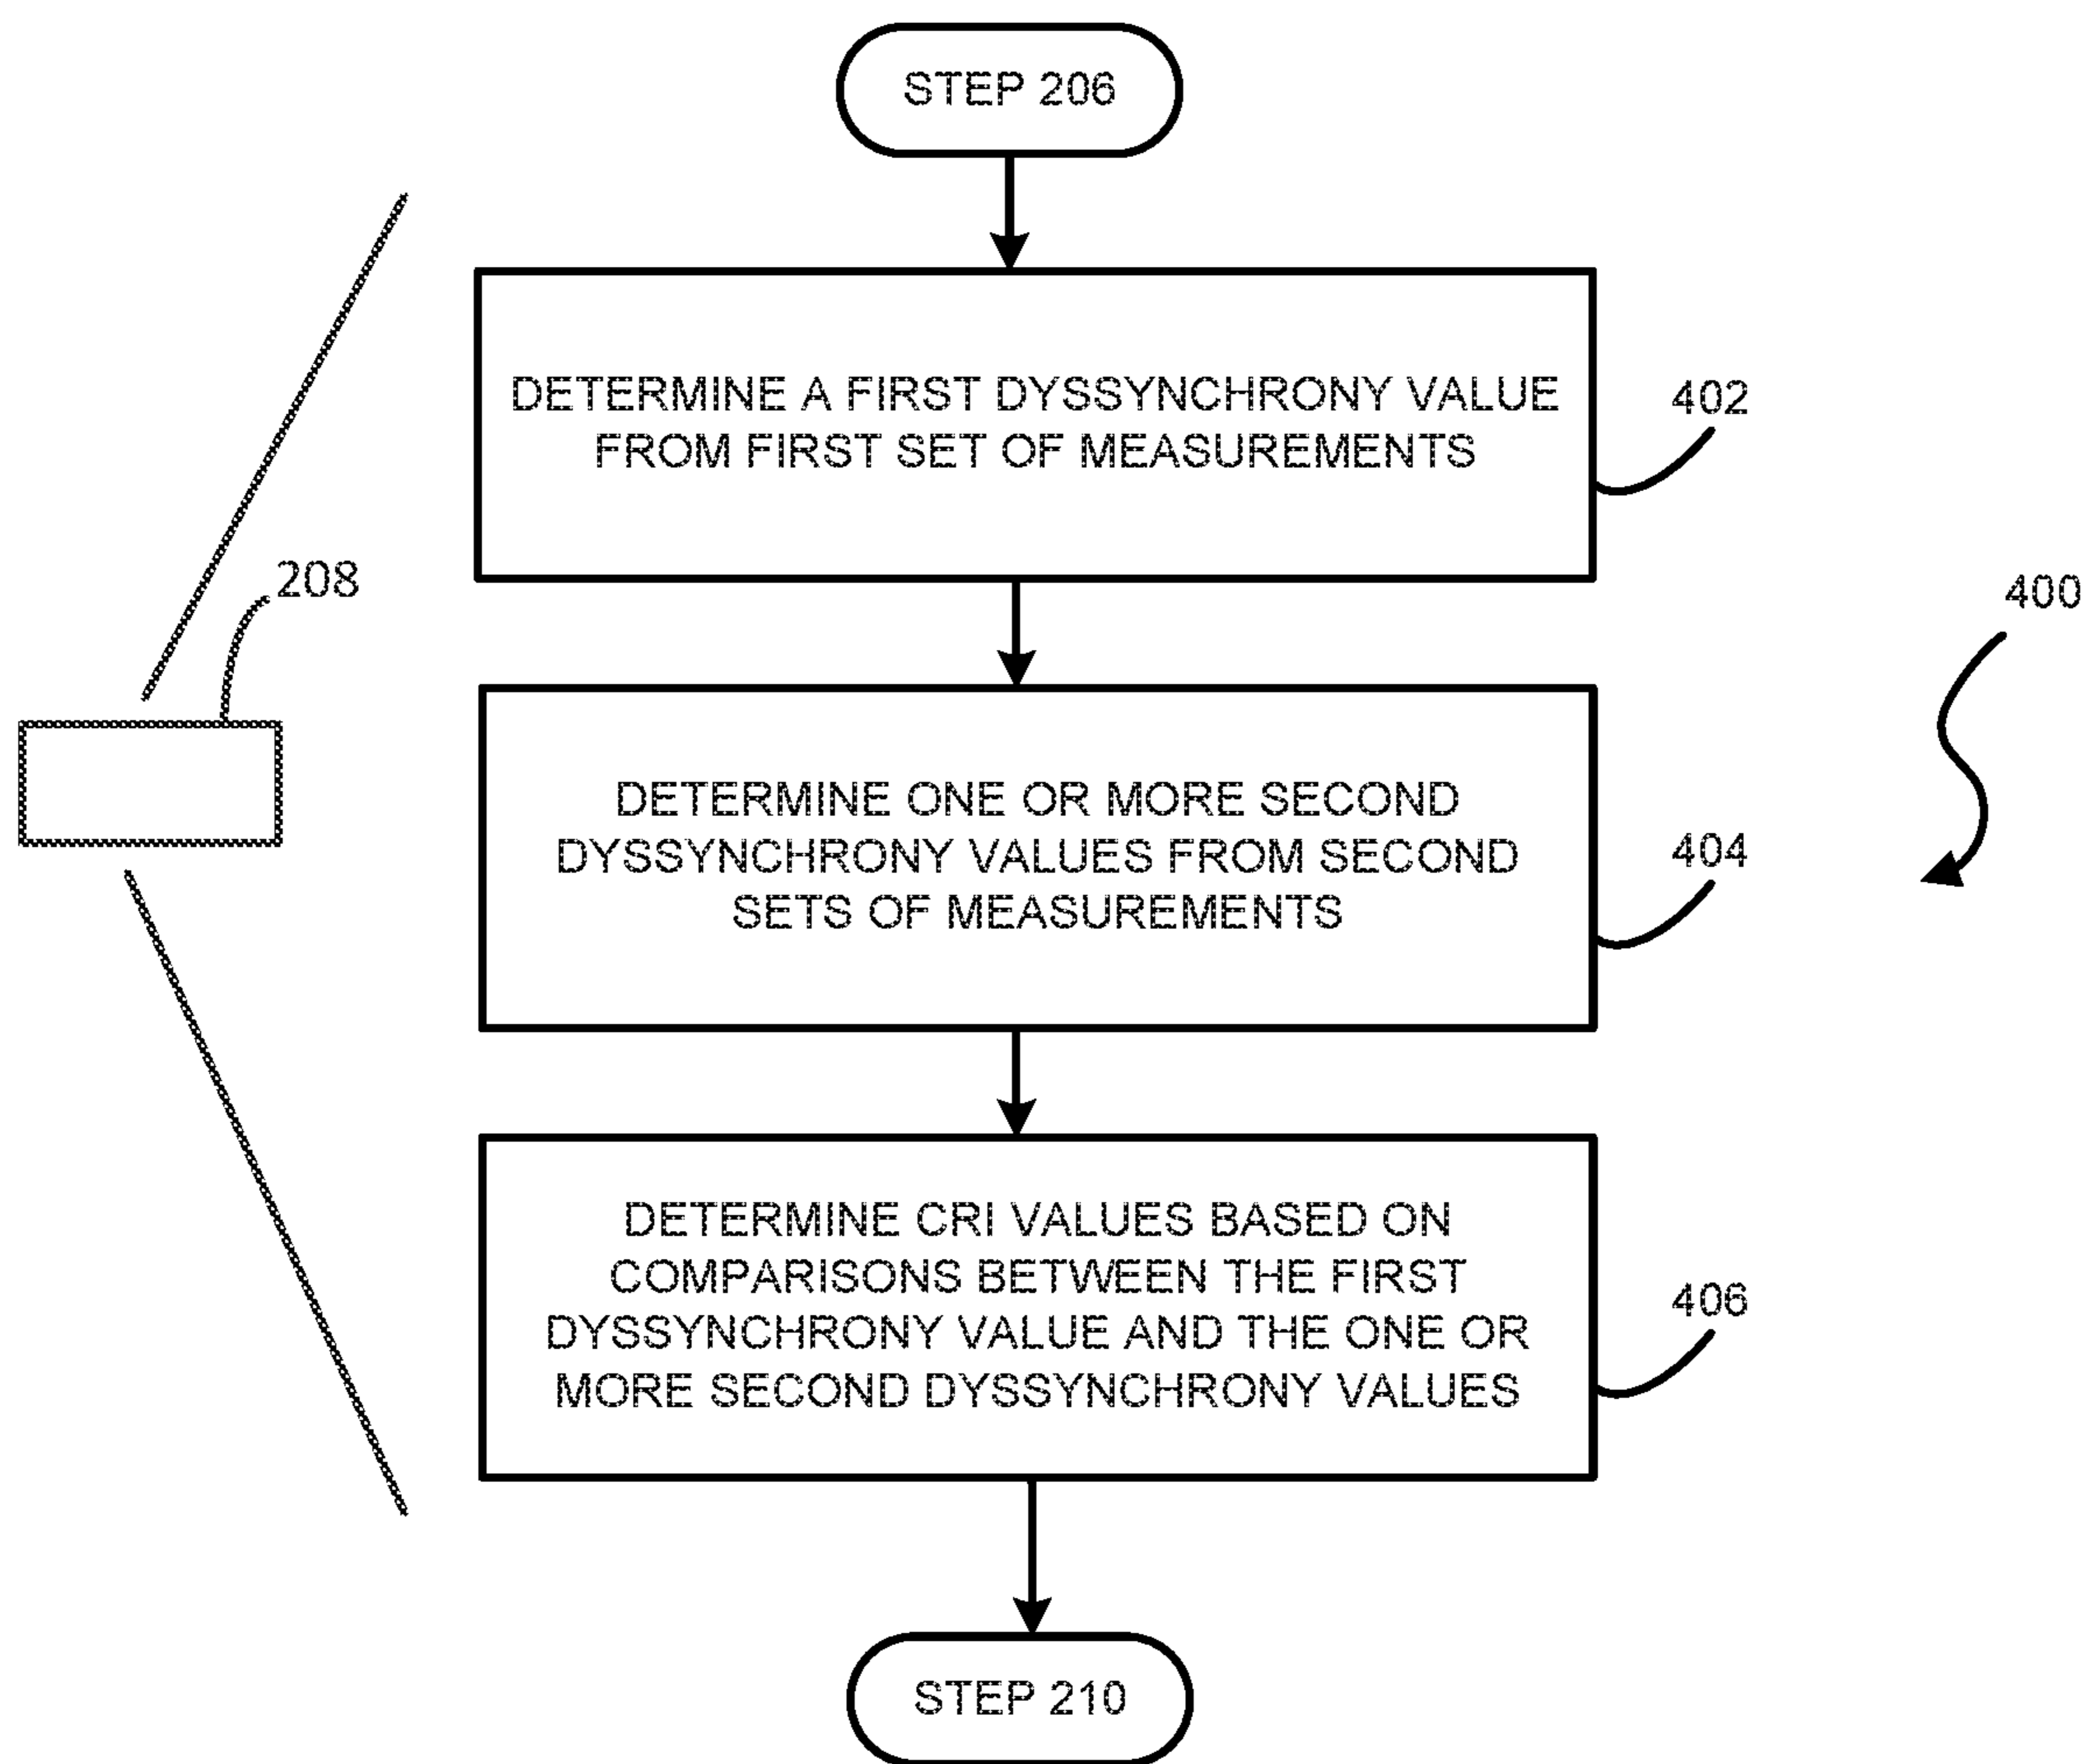 STEP 206
DETERMINE A FIRST DYSSYNCHRONY VALUE
FROM FIRST SET OF MEASUREMENTS
402
208
400
DETERMINE ONE OR MORE SECOND
DYSSYNCHRONY VALUES FROM SECOND
SETS OF MEASUREMENTS
404
DETERMINE CRI VALUES BASED ON
COMPARISONS BETWEEN THE FIRST
DYSSYNCHRONY VALUE AND THE ONE OR
MORE SECOND DYSSYNCHRONY VALUES
406
STEP 210